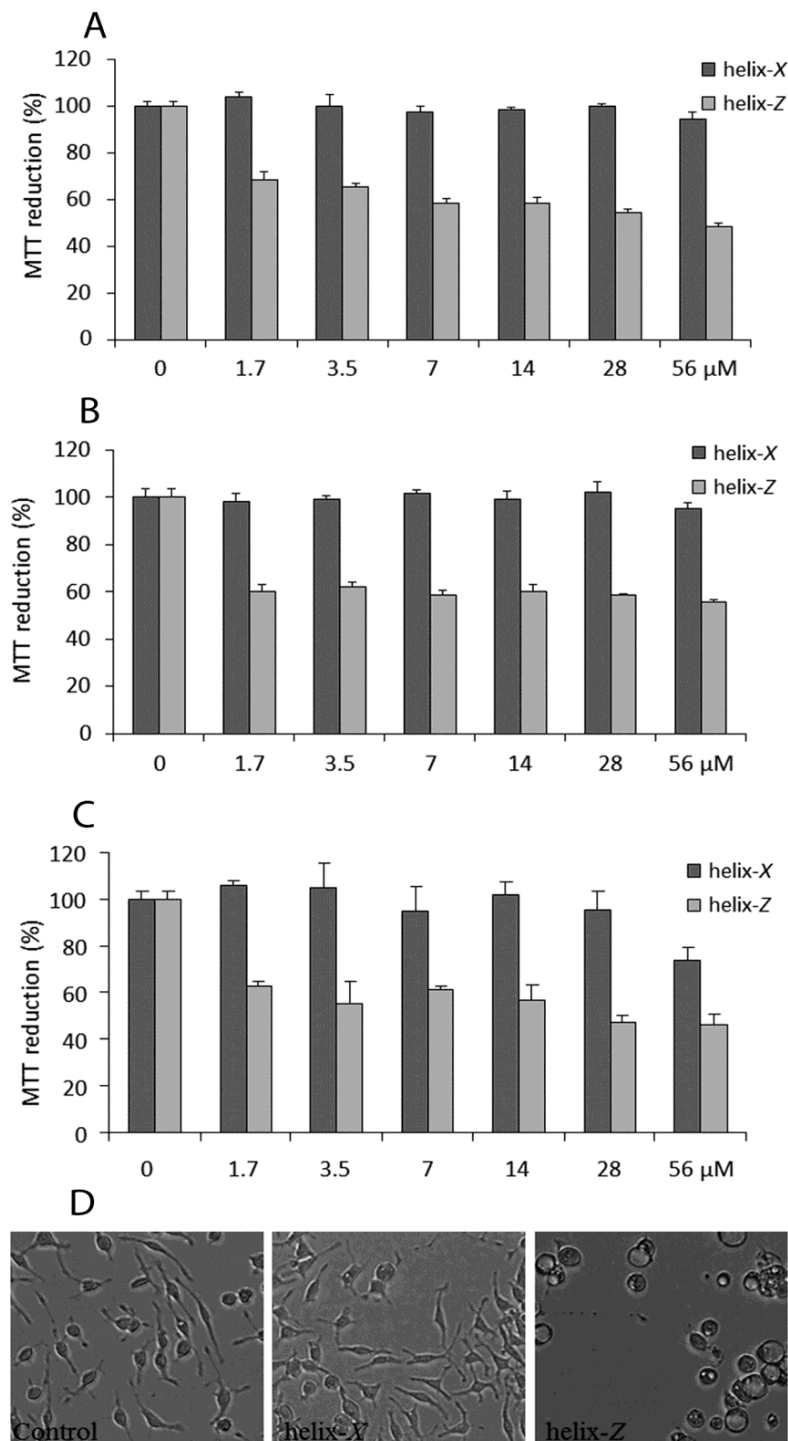 A
120
100
80
60
40
20
0
MTT reduction (%)
helix-X
helix-Z
0 1.7 3.5 7 14 28 56 µM
B
120
100
80
60
40
20
0
MTT reduction (%)
helix-X
helix-Z
0 1.7 3.5 7 14 28 56 µM
C
120
100
80
60
40
20
0
MTT reduction (%)
helix-X
helix-Z
0 1.7 3.5 7 14 28 56 µM
D
Control helix-X helix-Z